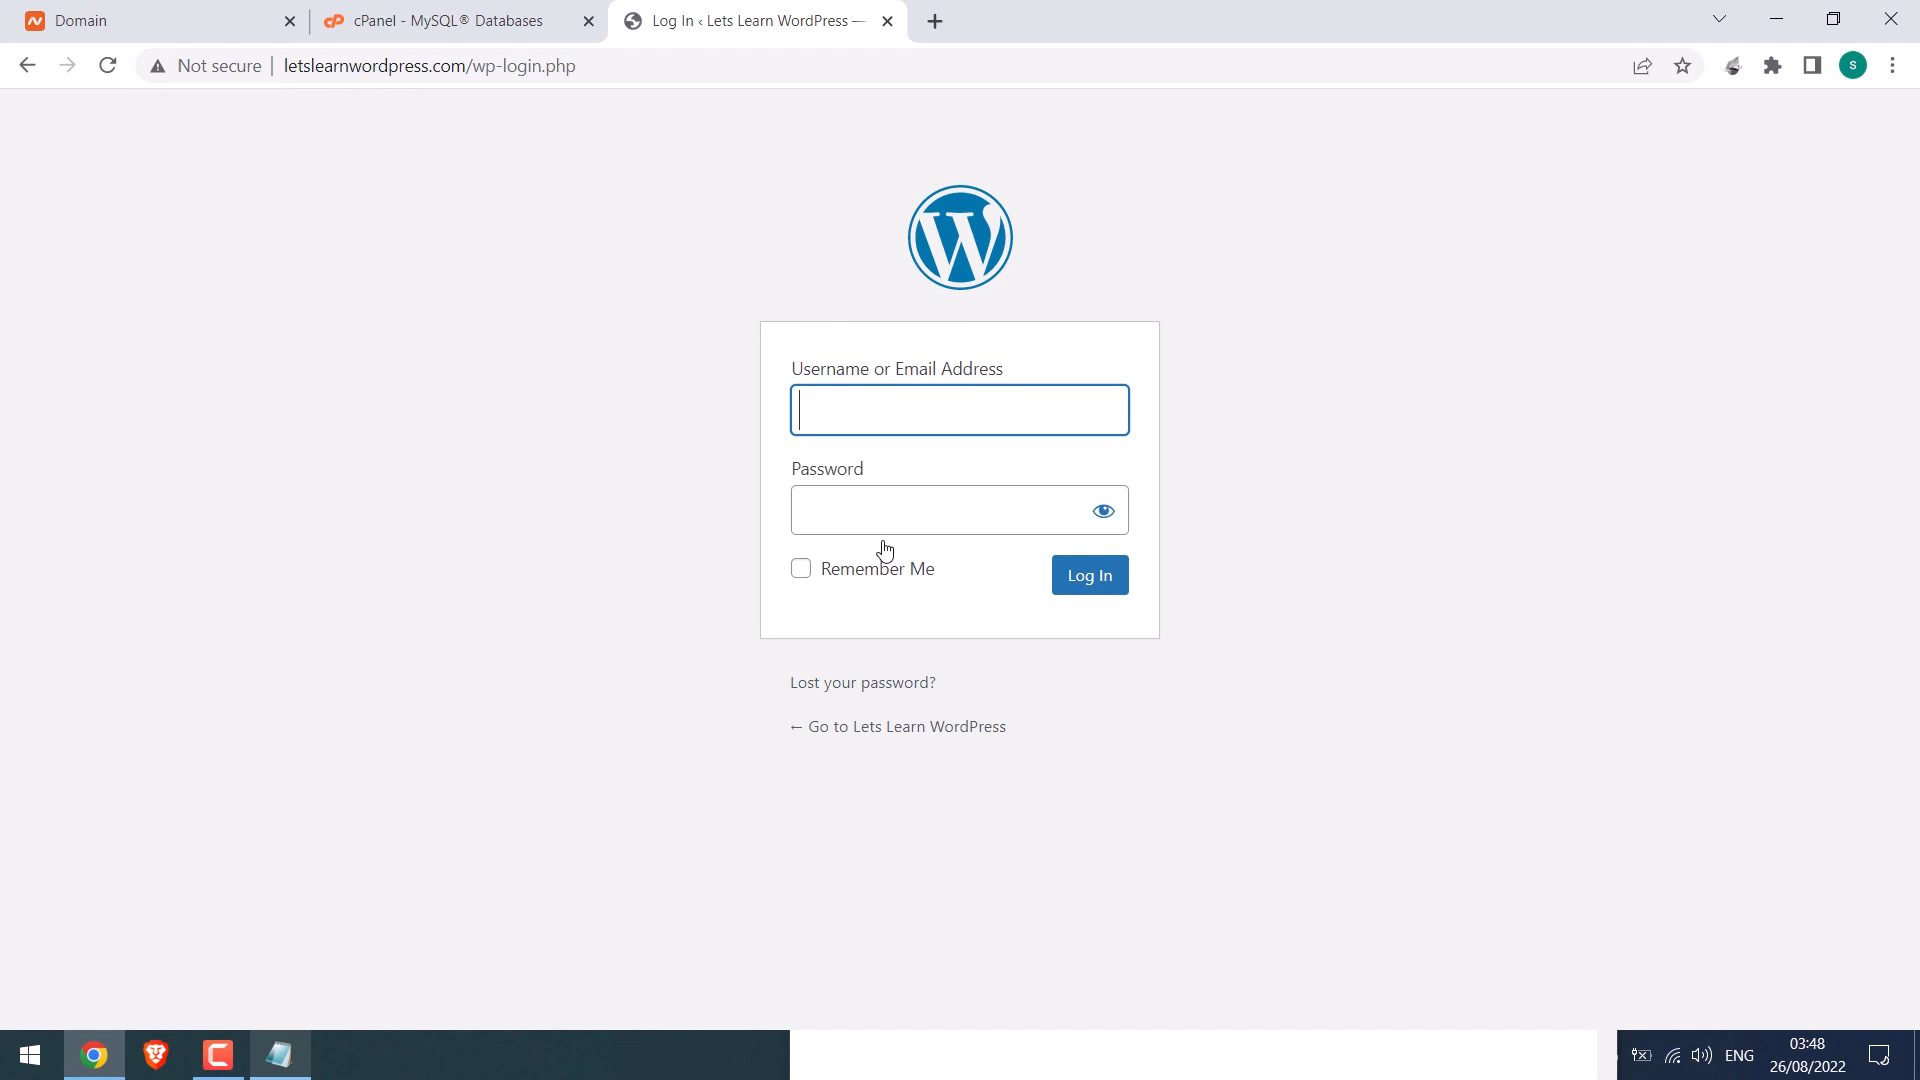 Domain
cPanel - MySQL® Databases
Log In ‹ Lets Learn WordPress —
Not secure
letslearnwordpress.com/wp-login.php
s
Username or Email Address
Password
Remember Me
Log In
Lost your password?
← Go to Lets Learn WordPress
ENG
03:48
26/08/2022